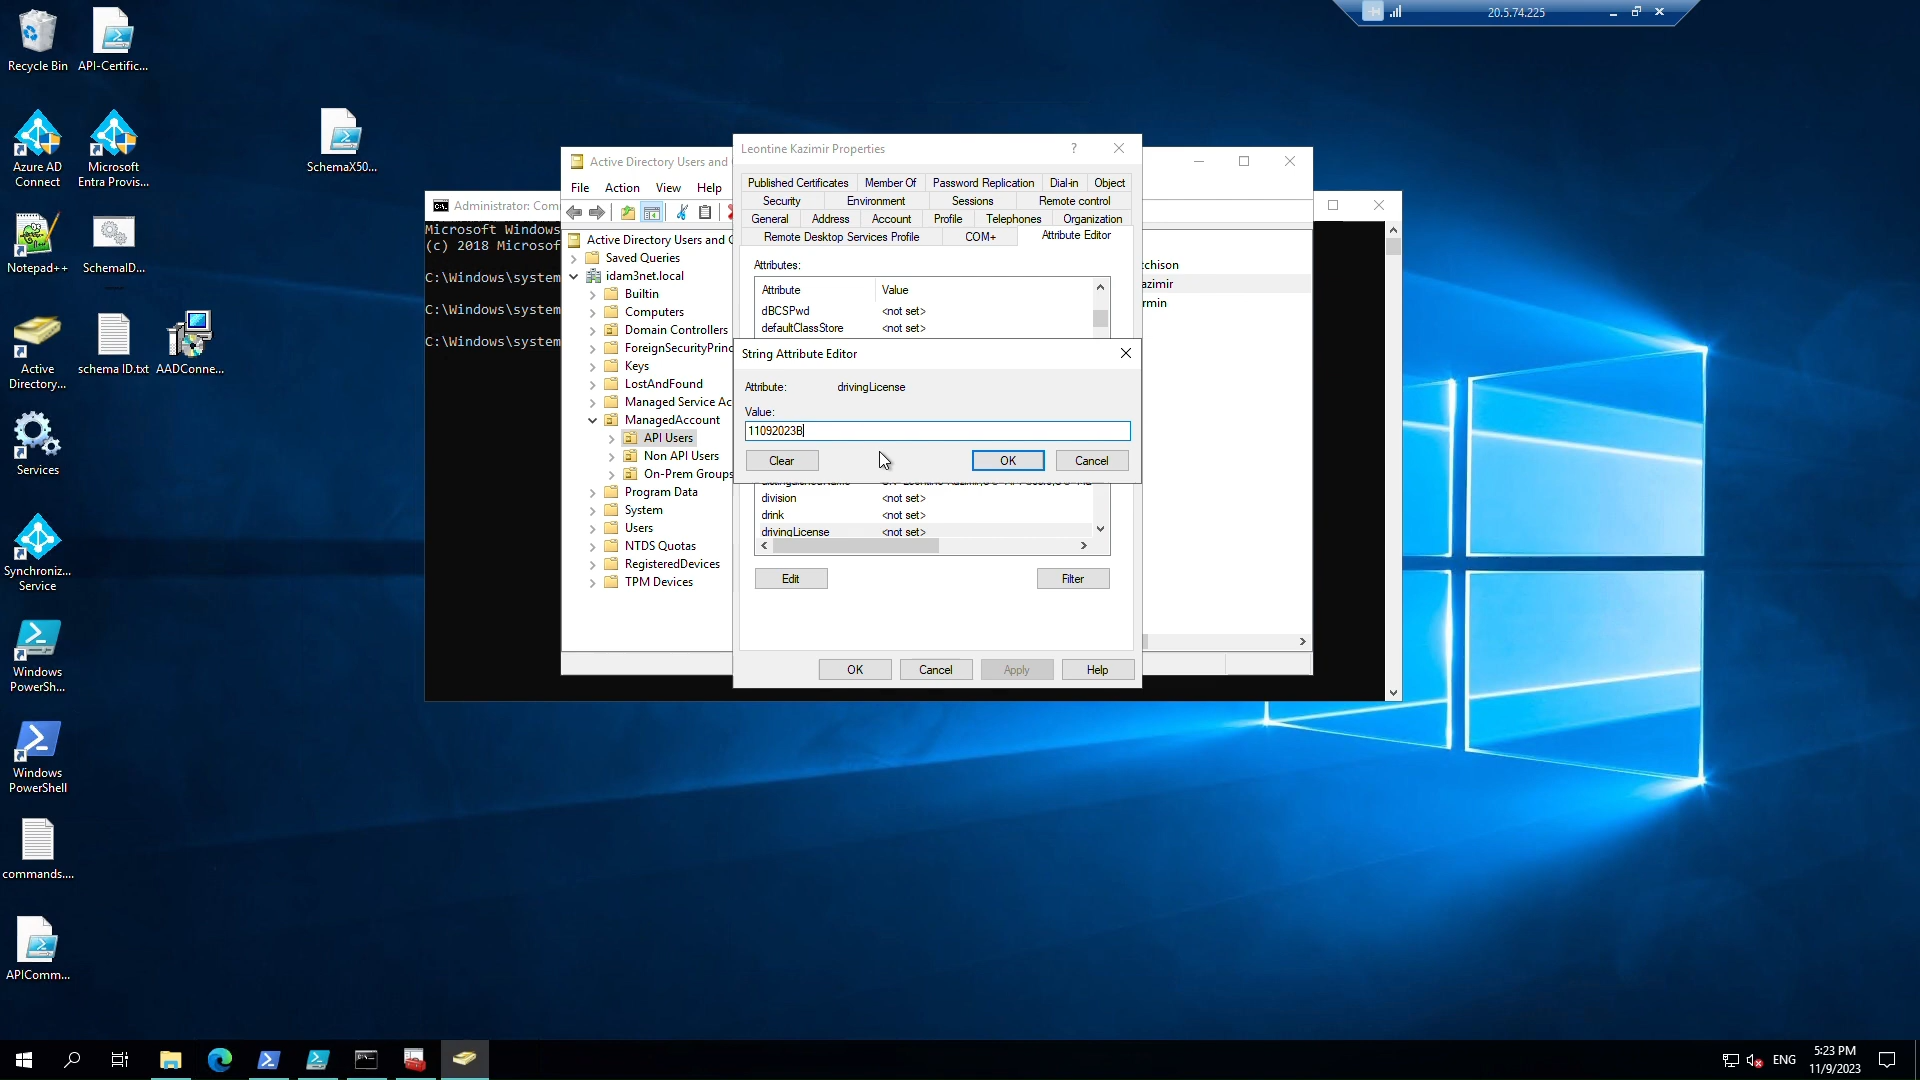 Recycle Bin
API-Certific...
Azure AD
Connect
Microsoft
Entra Provis...
SchemaX50...
Notepad++
SchemaID...
Active
Directory...
schema ID.txt
AADConne...
Services
Synchroniz...
Service
Windows
PowerSh...
Windows
PowerShell
commands....
APIComm...
20.5.74.225
Administrator: Com
Microsoft Windows
(c) 2018 Microsof
C:\Windows\system
C:\Windows\system
C:\Windows\system
Active Directory Users and
File Action View Help
Active Directory Users and C
Saved Queries
idam3net.local
Builtin
Computers
Domain Controllers
ForeignSecurityPrinc
Keys
LostAndFound
Managed Service Ac
ManagedAccount
API Users
Non API Users
On-Prem Groups
Program Data
System
Users
NTDS Quotas
RegisteredDevices
TPM Devices
tchison
azimir
rmin
Leontine Kazimir Properties
?
Published Certificates Member Of Password Replication Dial-in Object
Security Environment Sessions Remote control
General Address Account Profile Telephones Organization
Remote Desktop Services Profile COM+ Attribute Editor
Attributes:
Attribute Value
dBCSPwd <not set>
defaultClassStore <not set>
String Attribute Editor
Attribute: drivingLicense
Value:
11092023B
Clear OK Cancel
division <not set>
drink <not set>
drivingLicense <not set>
Edit Filter
OK Cancel Apply Help
ENG
5:23 PM
11/9/2023